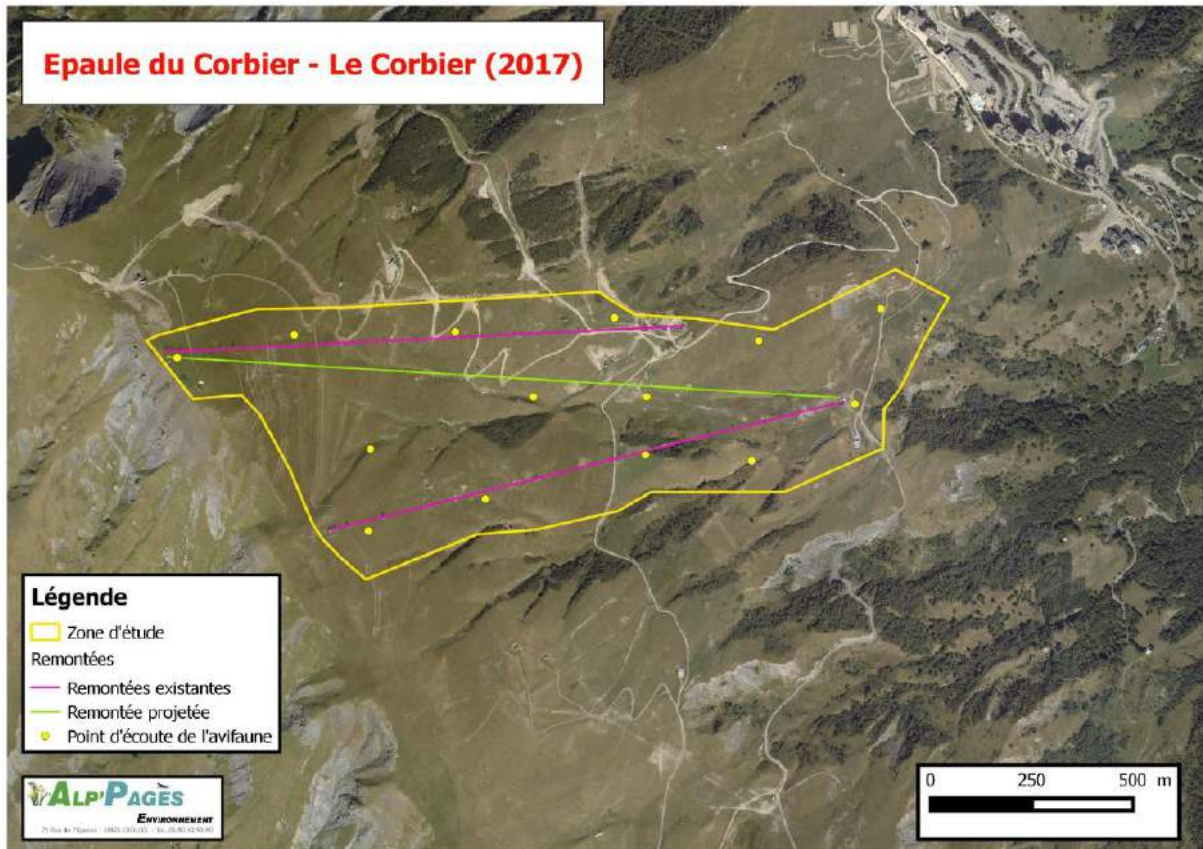 Epaule du Corbier - Le Corbier (2017)
Légende
Zone d'étude
Remontées
Remontées existantes
Remontée projetée
Point d'écoute de l'avifaune
ALP'PAGÈS
ENVIRONNEMENT
0 250 500 m